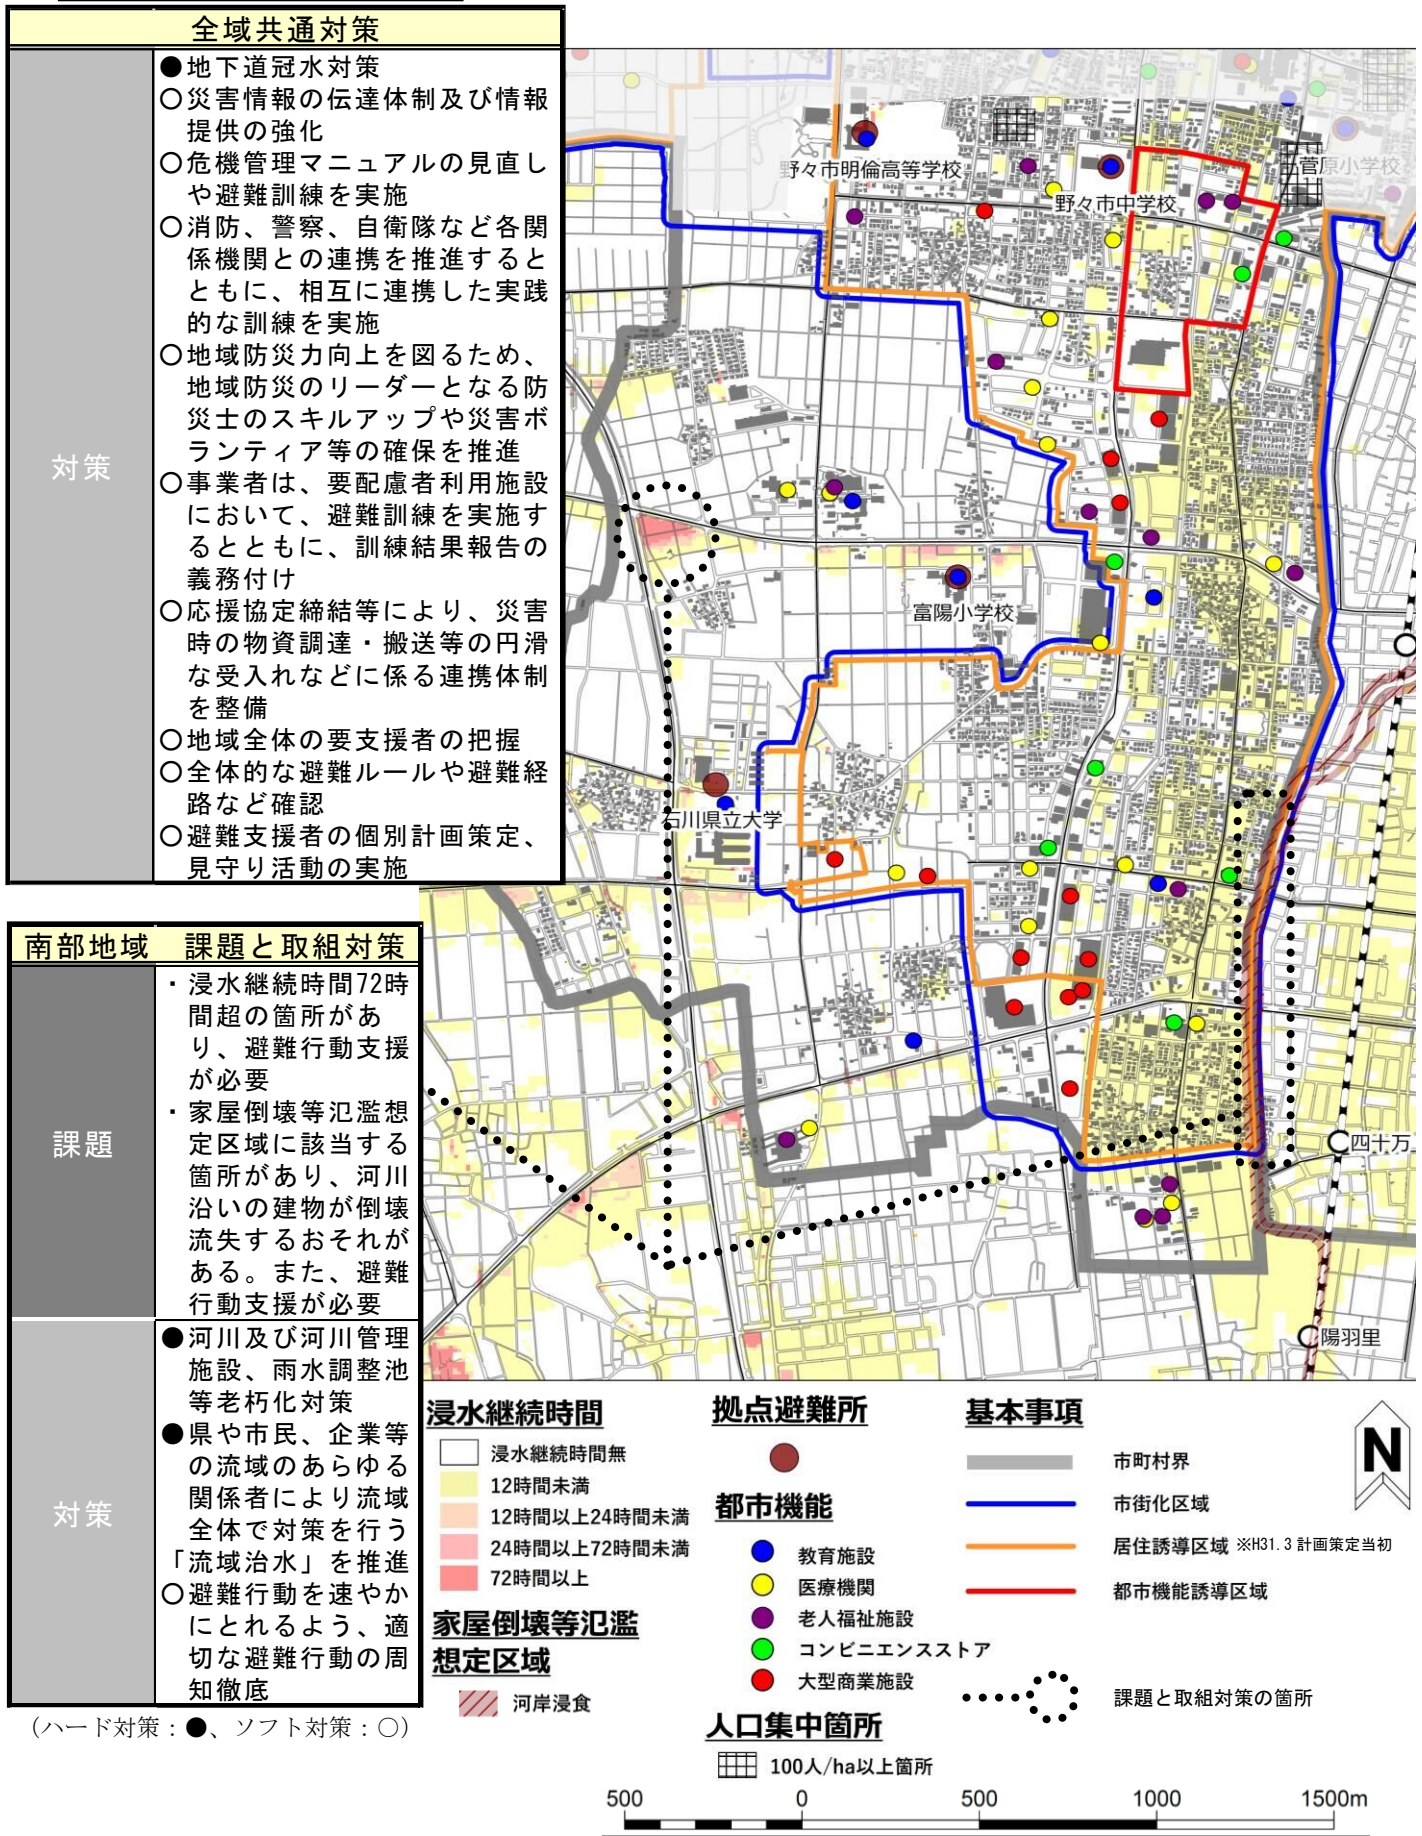 全域共通対策
対策
●地下道冠水対策
○災害情報の伝達体制及び情報
提供の強化
○危機管理マニュアルの見直し
や避難訓練を実施
○消防、警察、自衛隊など各関
係機関との連携を推進すると
ともに、相互に連携した実践
的な訓練を実施
○地域防災力向上を図るため、
地域防災のリーダーとなる防
災士のスキルアップや災害ボ
ランティア等の確保を推進
○事業者は、要配慮者利用施設
において、避難訓練を実施す
るとともに、訓練結果報告の
義務付け
○応援協定締結等により、災害
時の物資調達・搬送等の円滑
な受入れなどに係る連携体制
を整備
○地域全体の要支援者の把握
○全体的な避難ルールや避難経
路など確認
○避難支援者の個別計画策定、
見守り活動の実施
南部地域 課題と取組対策
課題
・浸水継続時間72時
間超の箇所があ
り、避難行動支援
が必要
・家屋倒壊等氾濫想
定区域に該当する
箇所があり、河川
沿いの建物が倒壊
流失するおそれが
ある。また、避難
行動支援が必要
対策
●河川及び河川管理
施設、雨水調整池
等老朽化対策
●県や市民、企業等
の流域のあらゆる
関係者により流域
全体で対策を行う
「流域治水」を推進
○避難行動を速やか
にとれるよう、適
切な避難行動の周
知徹底
（ハード対策：●、ソフト対策：○）
野々市明倫高等学校
野々市中学校
菅原小学校
富陽小学校
石川県立大学
四十万
陽羽里
浸水継続時間
浸水継続時間無
12時間未満
12時間以上24時間未満
24時間以上72時間未満
72時間以上
家屋倒壊等氾濫
想定区域
河岸浸食
拠点避難所
都市機能
教育施設
医療機関
老人福祉施設
コンビニエンスストア
大型商業施設
人口集中箇所
100人/ha以上箇所
基本事項
市町村界
市街化区域
居住誘導区域 ※H31.3計画策定当初
都市機能誘導区域
課題と取組対策の箇所
N
500 0 500 1000 1500m